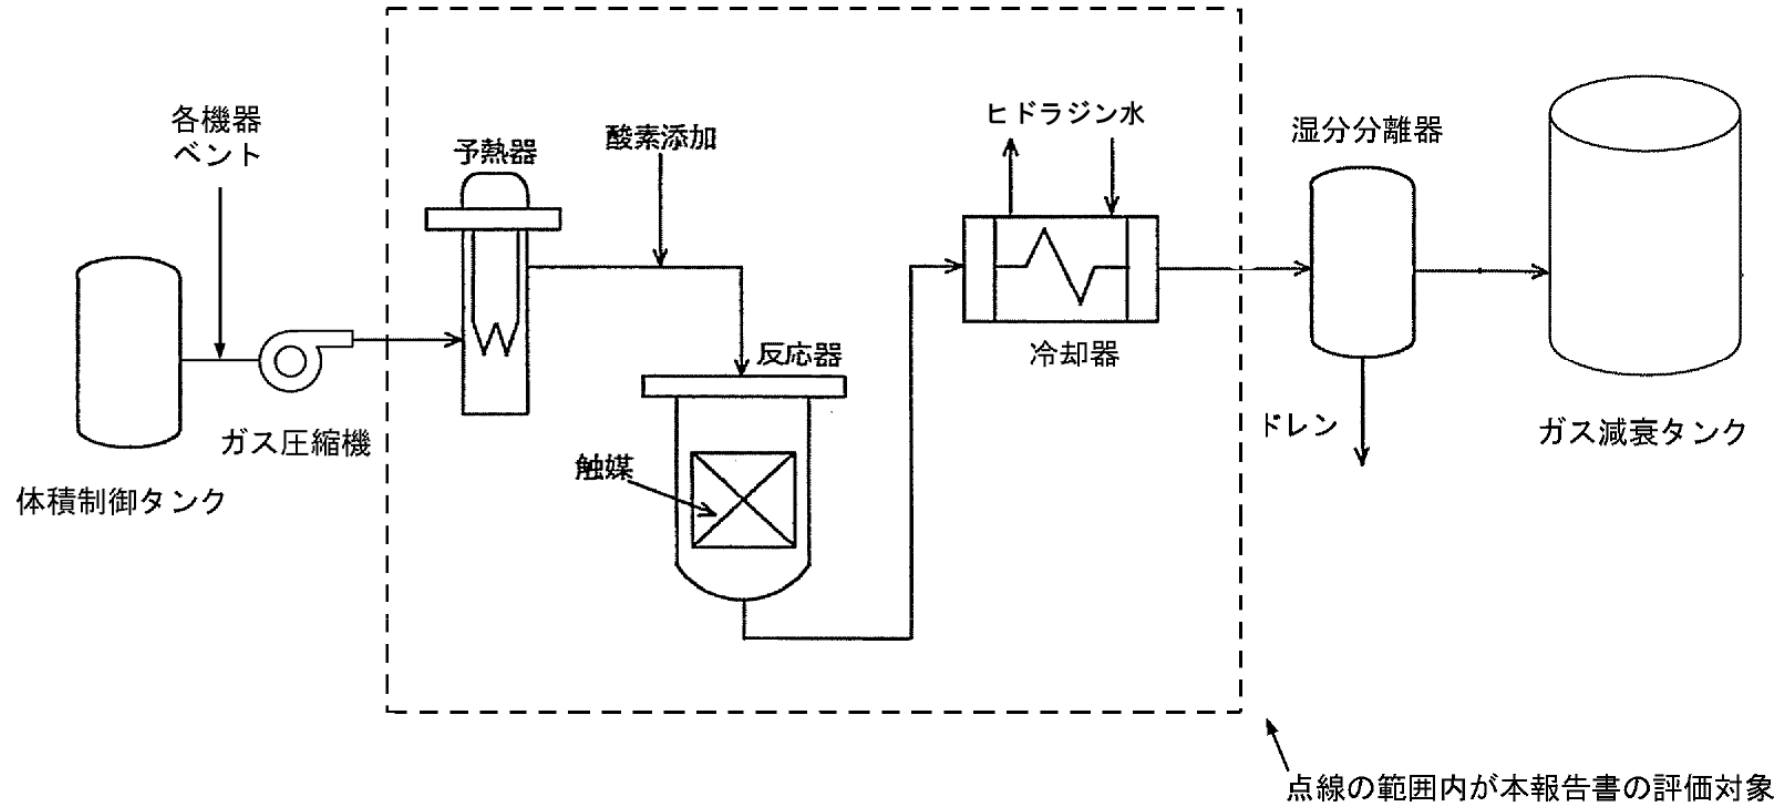 各機器
ベント
予熱器
酸素添加
ヒドラジン水
湿分分離器
反応器
冷却器
ガス圧縮機
ドレン
ガス減衰タンク
触媒
体積制御タンク
点線の範囲内が本報告書の評価対象